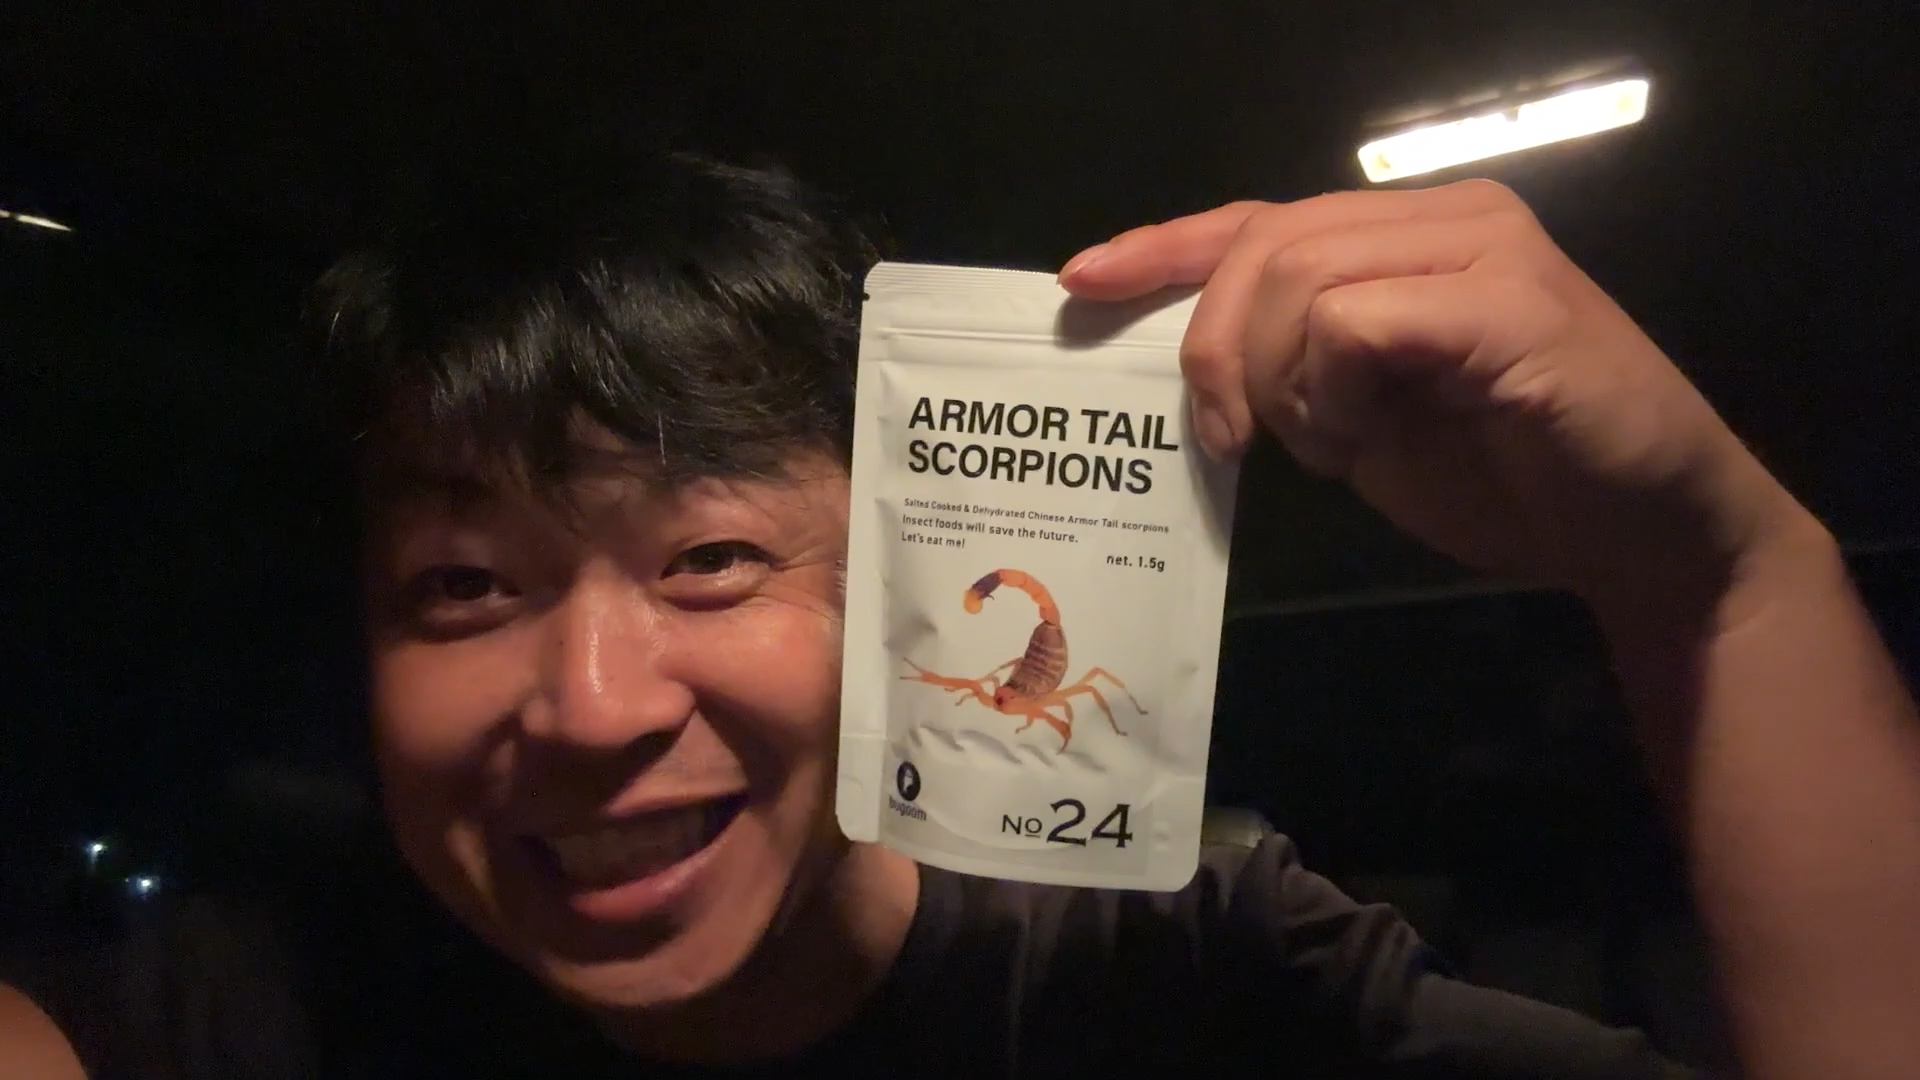 ARMOR TAIL
SCORPIONS
Salted Cooked & Dehydrated Chinese Armor Tail scorpions
Insect foods will save the future.
Let's eat me!
net. 1.5g
bugoom
No24